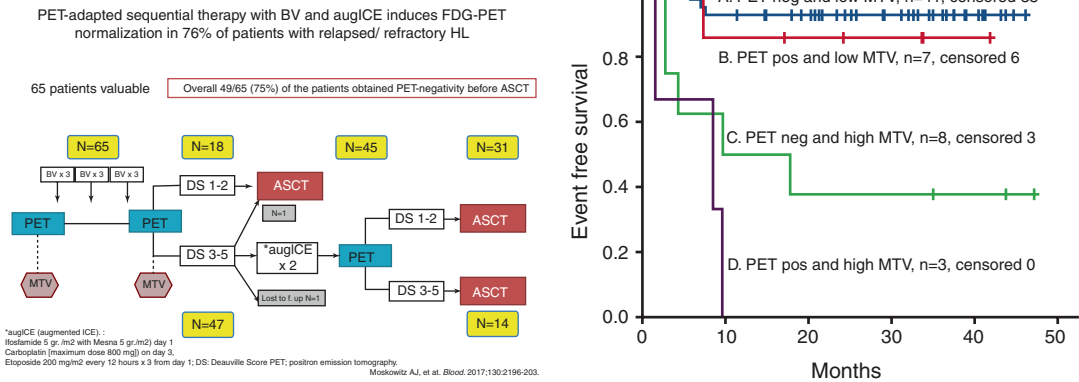 PET-adapted sequential therapy with BV and augICE induces FDG-PET
normalization in 76% of patients with relapsed/ refractory HL
65 patients valuable
Overall 49/65 (75%) of the patients obtained PET-negativity before ASCT
N=65
N=18
N=45
N=31
BV x 3
BV x 3
BV x 3
DS 1-2
ASCT
N=1
PET
PET
DS 3-5
*augICE
x 2
PET
DS 1-2
ASCT
MTV
MTV
Lost to f. up N=1
DS 3-5
ASCT
N=47
N=14
*augICE (augmented ICE). :
Ifosfamide 5 gr. /m2 with Mesna 5 gr./m2) day 1
Carboplatin [maximum dose 800 mg]) on day 3,
Etoposide 200 mg/m2 every 12 hours x 3 from day 1; DS: Deauville Score PET; positron emission tomography.
Moskowitz AJ, et at. Blood. 2017;130:2196-203.
Event free survival
0.8
0.6
0.4
0.2
0.0
B. PET pos and low MTV, n=7, censored 6
C. PET neg and high MTV, n=8, censored 3
D. PET pos and high MTV, n=3, censored 0
0
10
20
30
40
50
Months